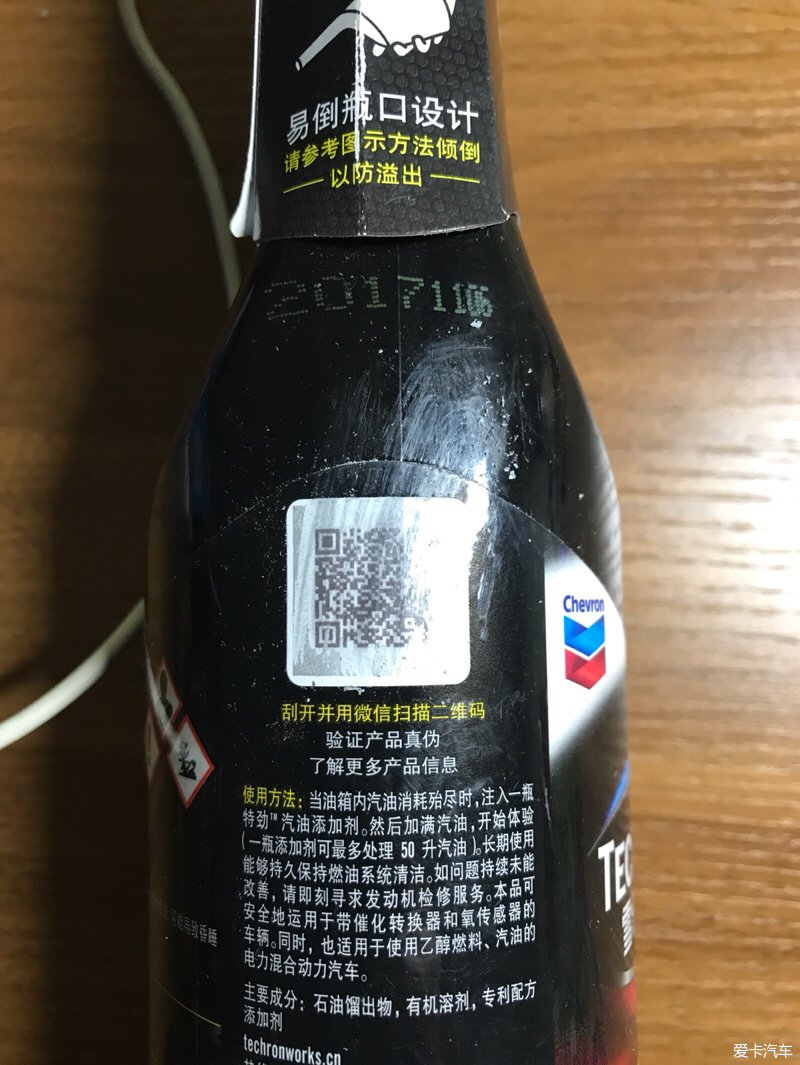 易倒瓶口设计
请参考图示方法倾倒
以防溢出
20171106
Chevron
刮开并用微信扫描二维码
验证产品真伪
了解更多产品信息
使用方法：当油箱内汽油消耗殆尽时，注入一瓶
特劲™汽油添加剂。然后加满汽油，开始体验
（一瓶添加剂可最多处理 50 升汽油）。长期使用
能够持久保持燃油系统清洁。如问题持续未能
改善，请即刻寻求发动机检修服务。本品可
安全地运用于带催化转换器和氧传感器的
车辆。同时，也适用于使用乙醇燃料、汽油的
电力混合动力汽车。
主要成分：石油馏出物，有机溶剂，专利配方
添加剂
techronworks.cn
TEC
爱卡汽车